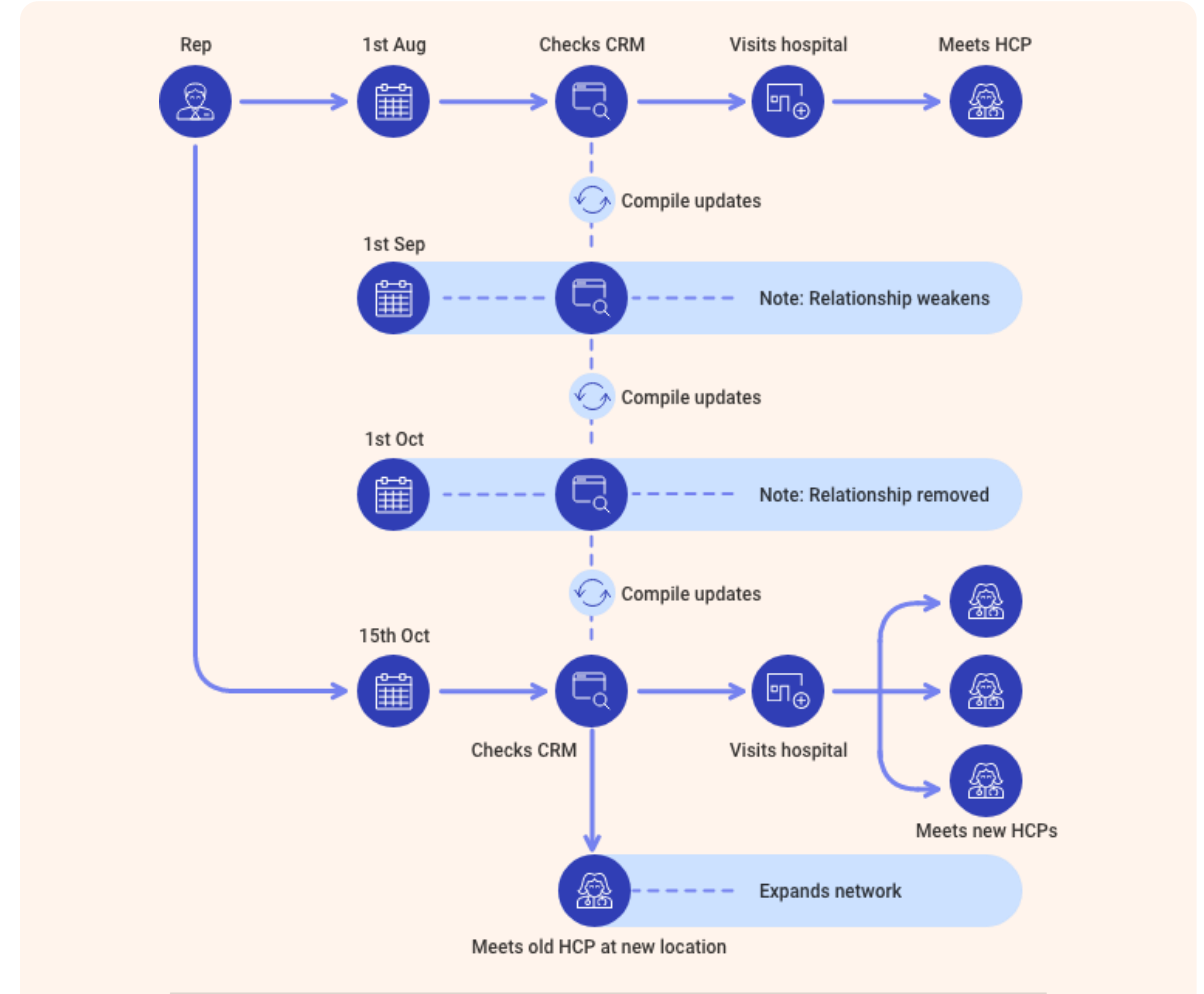 Rep
1st Aug
Checks CRM
Visits hospital
Meets HCP
Compile updates
1st Sep
Note: Relationship weakens
Compile updates
1st Oct
Note: Relationship removed
Compile updates
15th Oct
Checks CRM
Visits hospital
Meets new HCPs
Expands network
Meets old HCP at new location